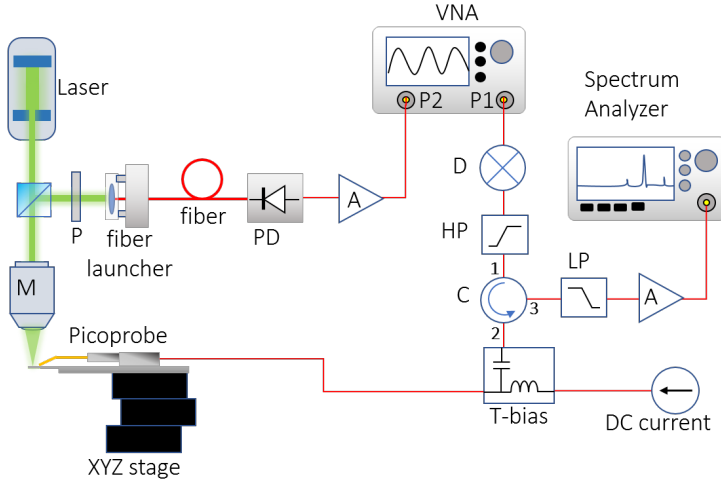 VNA
Laser
P2
P1
Spectrum
Analyzer
D
P
fiber
launcher
fiber
PD
A
HP
M
1
C
3
LP
A
2
Picoprobe
T-bias
DC current
XYZ stage